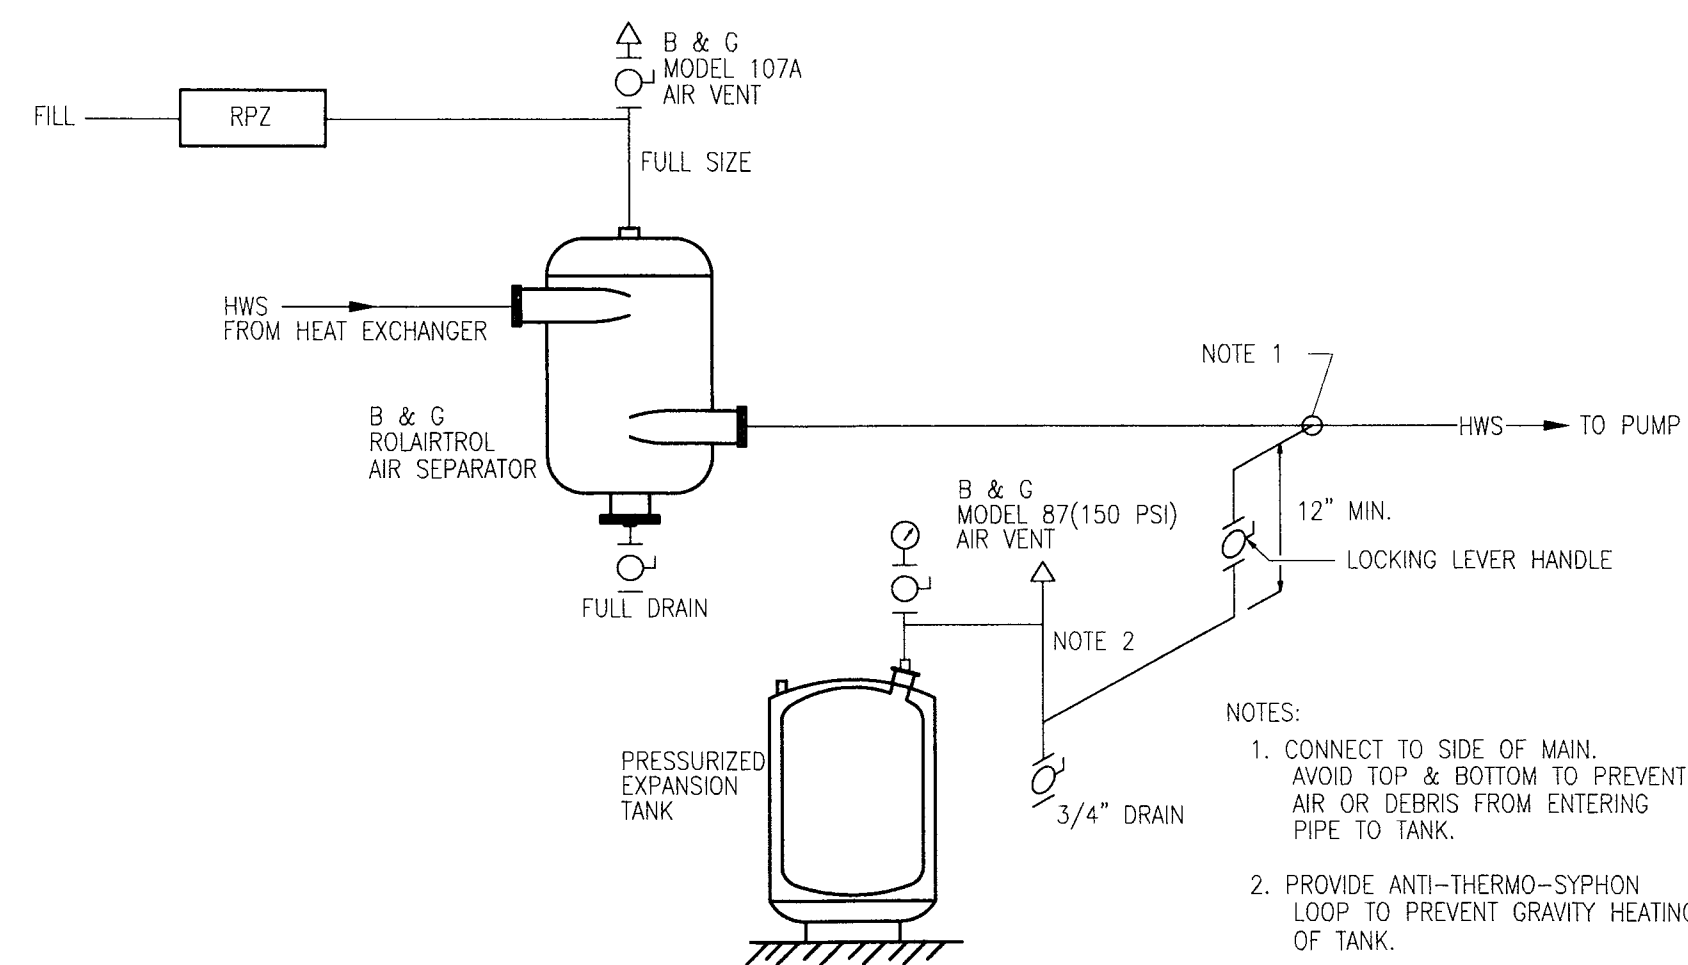 B & G
MODEL 107A
AIR VENT
FILL
RPZ
FULL SIZE
HWS
FROM HEAT EXCHANGER
NOTE 1
B & G
ROLAIRTROL
AIR SEPARATOR
HWS
TO PUMP
B & G
MODEL 87(150 PSI)
AIR VENT
12" MIN.
LOCKING LEVER HANDLE
FULL DRAIN
NOTE 2
PRESSURIZED
EXPANSION
TANK
3/4" DRAIN
NOTES:
1. CONNECT TO SIDE OF MAIN.
AVOID TOP & BOTTOM TO PREVENT
AIR OR DEBRIS FROM ENTERING
PIPE TO TANK.
2. PROVIDE ANTI-THERMO-SYPHON
LOOP TO PREVENT GRAVITY HEATING
OF TANK.